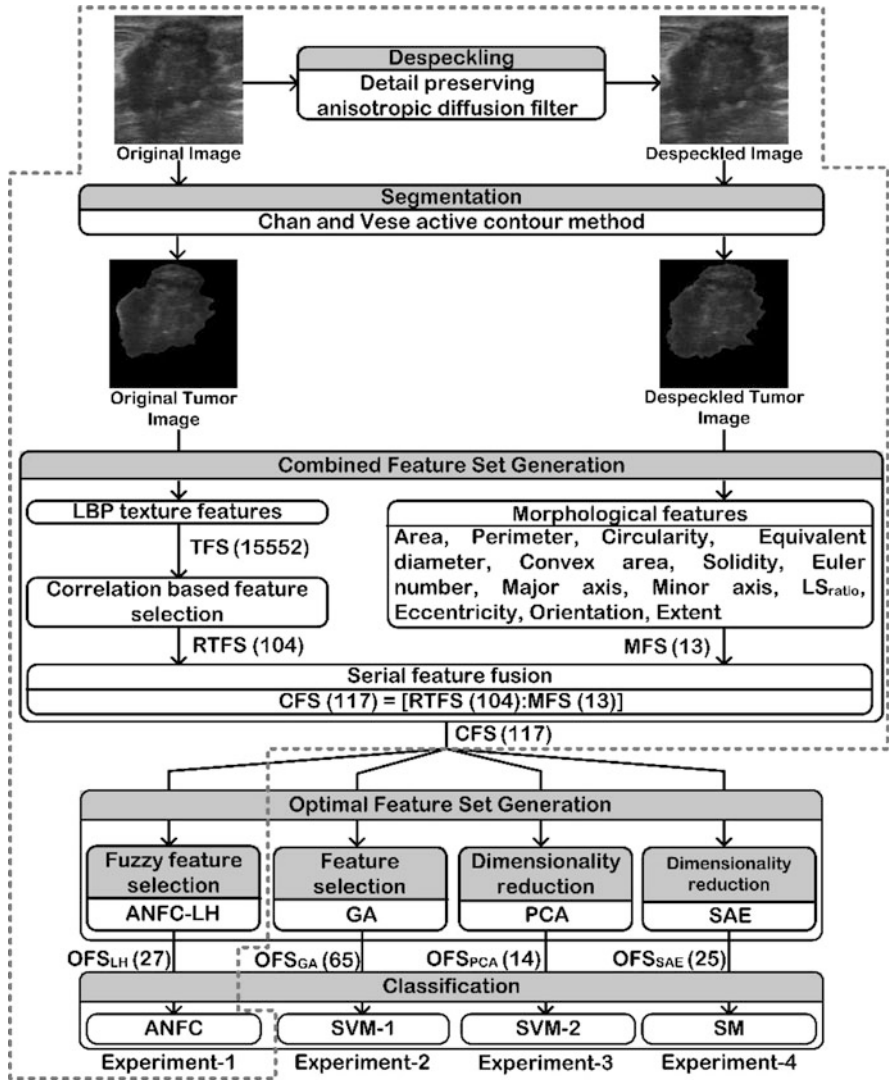 Despeckling
Detail preserving
anisotropic diffusion filter
Original Image
Despeckled Image
Segmentation
Chan and Vese active contour method
Original Tumor
Image
Despeckled Tumor
Image
Combined Feature Set Generation
LBP texture features
TFS (15552)
Correlation based feature
selection
RTFS (104)
Morphological features
Area, Perimeter, Circularity, Equivalent
diameter, Convex area, Solidity, Euler
number, Major axis, Minor axis, LSratio,
Eccentricity, Orientation, Extent
MFS (13)
Serial feature fusion
CFS (117) = [RTFS (104):MFS (13)]
CFS (117)
Optimal Feature Set Generation
Fuzzy feature
selection
ANFC-LH
Feature
selection
GA
Dimensionality
reduction
PCA
Dimensionality
reduction
SAE
OFSLH (27)
OFSGA (65)
OFSPCA (14)
OFSSAE (25)
Classification
ANFC
SVM-1
SVM-2
SM
Experiment-1
Experiment-2
Experiment-3
Experiment-4